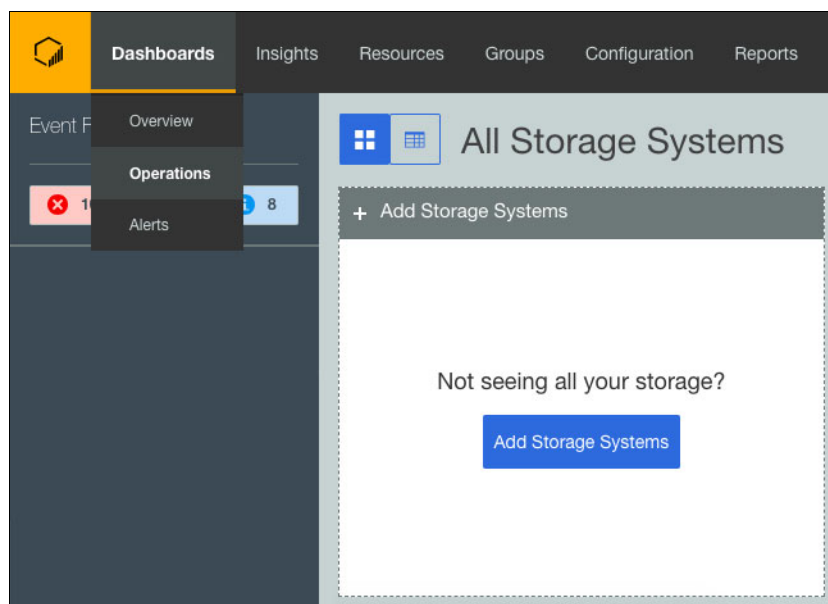 Dashboards Insights Resources Groups Configuration Reports
Event
Overview
Operations
Alerts
8
All Storage Systems
+ Add Storage Systems
Not seeing all your storage?
Add Storage Systems